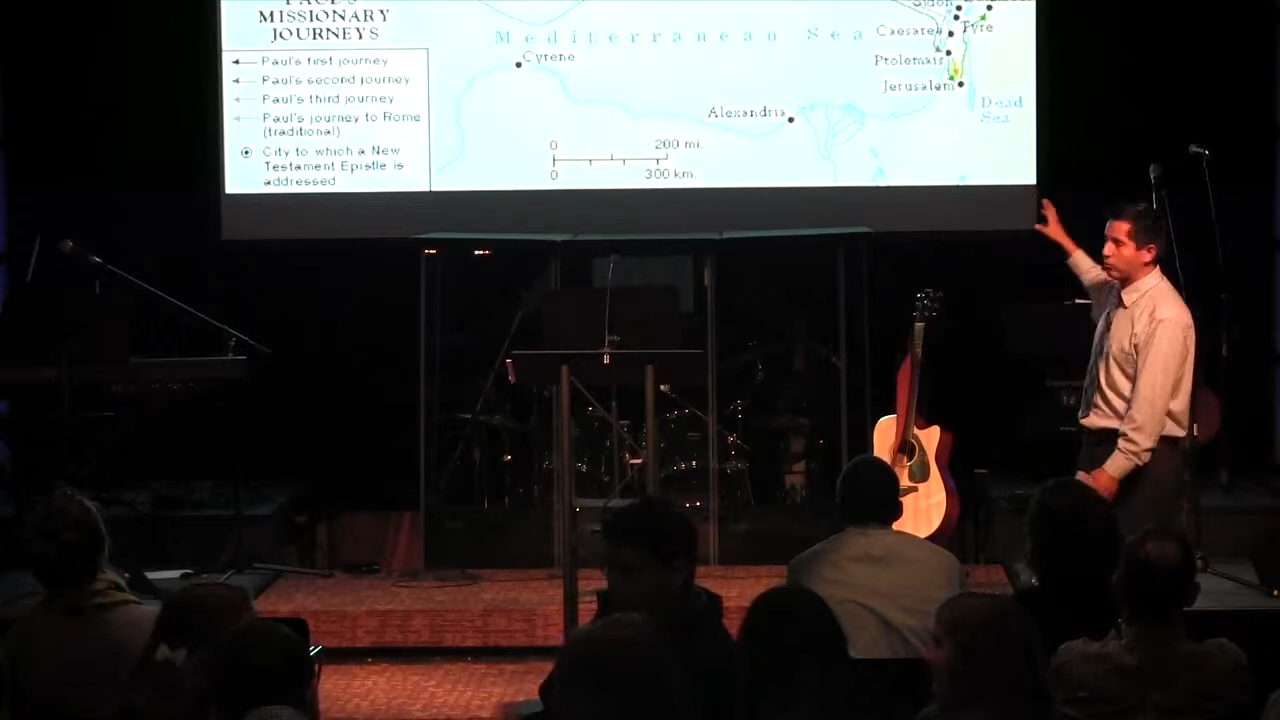 PAUL'S
MISSIONARY
JOURNEYS
Paul's first journey
Paul's second journey
Paul's third journey
Paul's journey to Rome
(traditional)
City to which a New
Testament Epistle is
addressed
Mediterranean Sea
Cyrene
Alexandria
0 200 mi.
0 300 km.
Sidon
Caesarea
Tyre
Ptolemais
Jerusalem
Dead
Sea